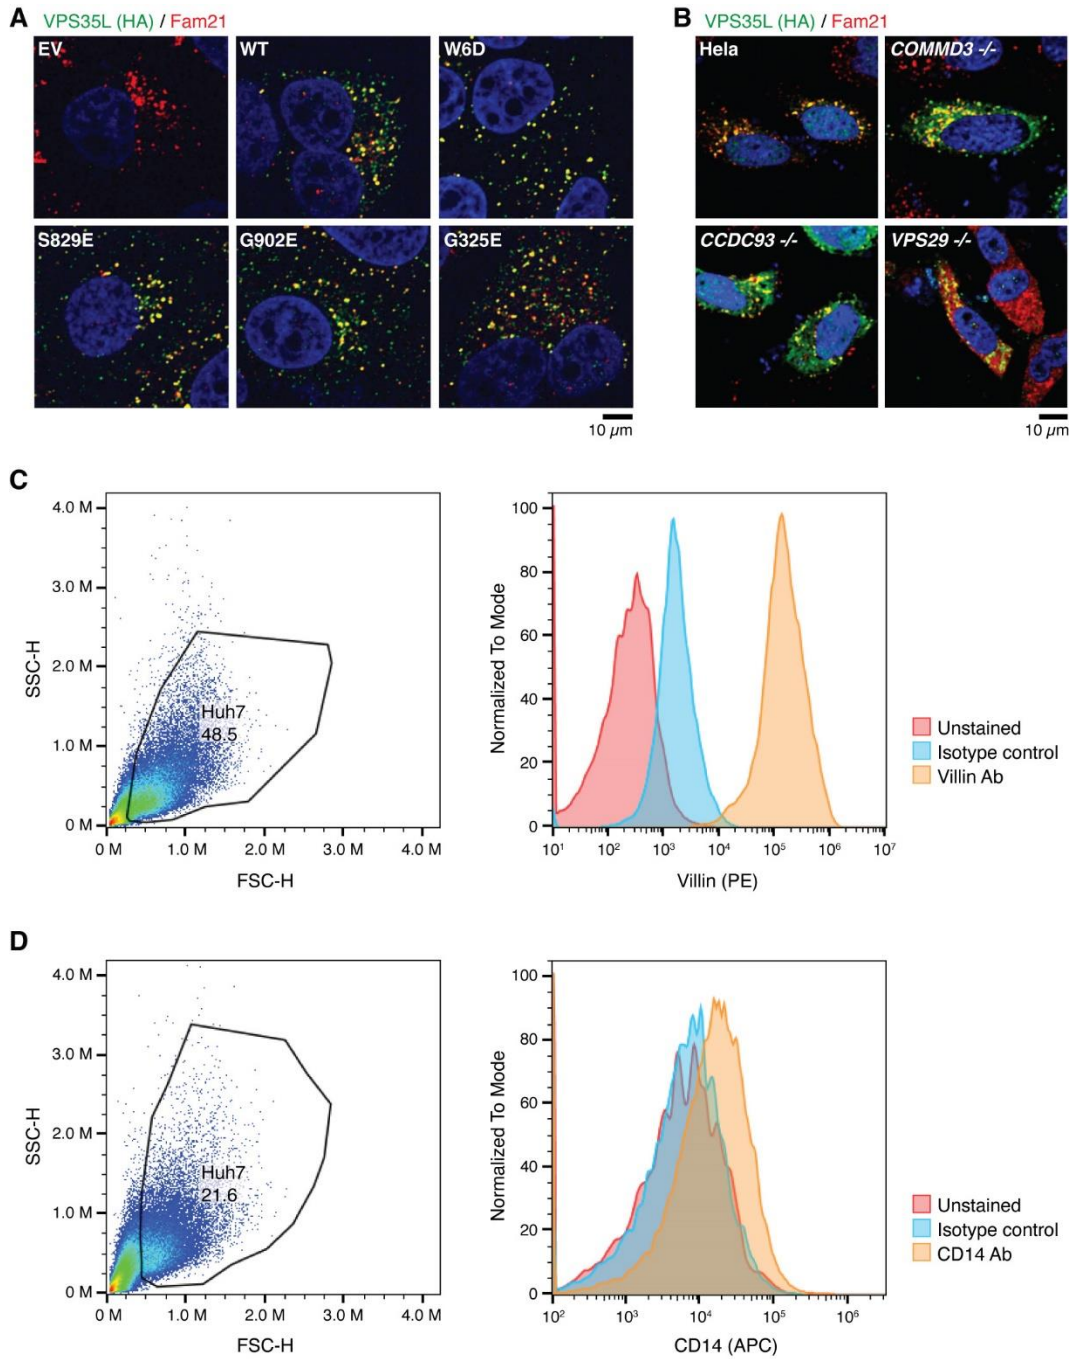 A
VPS35L (HA) / Fam21
EV
WT
W6D
S829E
G902E
G325E
10 µm
B
VPS35L (HA) / Fam21
Hela
COMMD3 -/-
CCDC93 -/-
VPS29 -/-
10 µm
C
4.0 M
3.0 M
2.0 M
1.0 M
0 M
SSC-H
Huh7
48.5
0 M 1.0 M 2.0 M 3.0 M 4.0 M
FSC-H
100
80
60
40
20
0
Normalized To Mode
10¹ 10² 10³ 10⁴ 10⁵ 10⁶ 10⁷
Villin (PE)
Unstained
Isotype control
Villin Ab
D
4.0 M
3.0 M
2.0 M
1.0 M
0 M
SSC-H
Huh7
21.6
0 M 1.0 M 2.0 M 3.0 M 4.0 M
FSC-H
100
80
60
40
20
0
Normalized To Mode
10² 10³ 10⁴ 10⁵ 10⁶
CD14 (APC)
Unstained
Isotype control
CD14 Ab